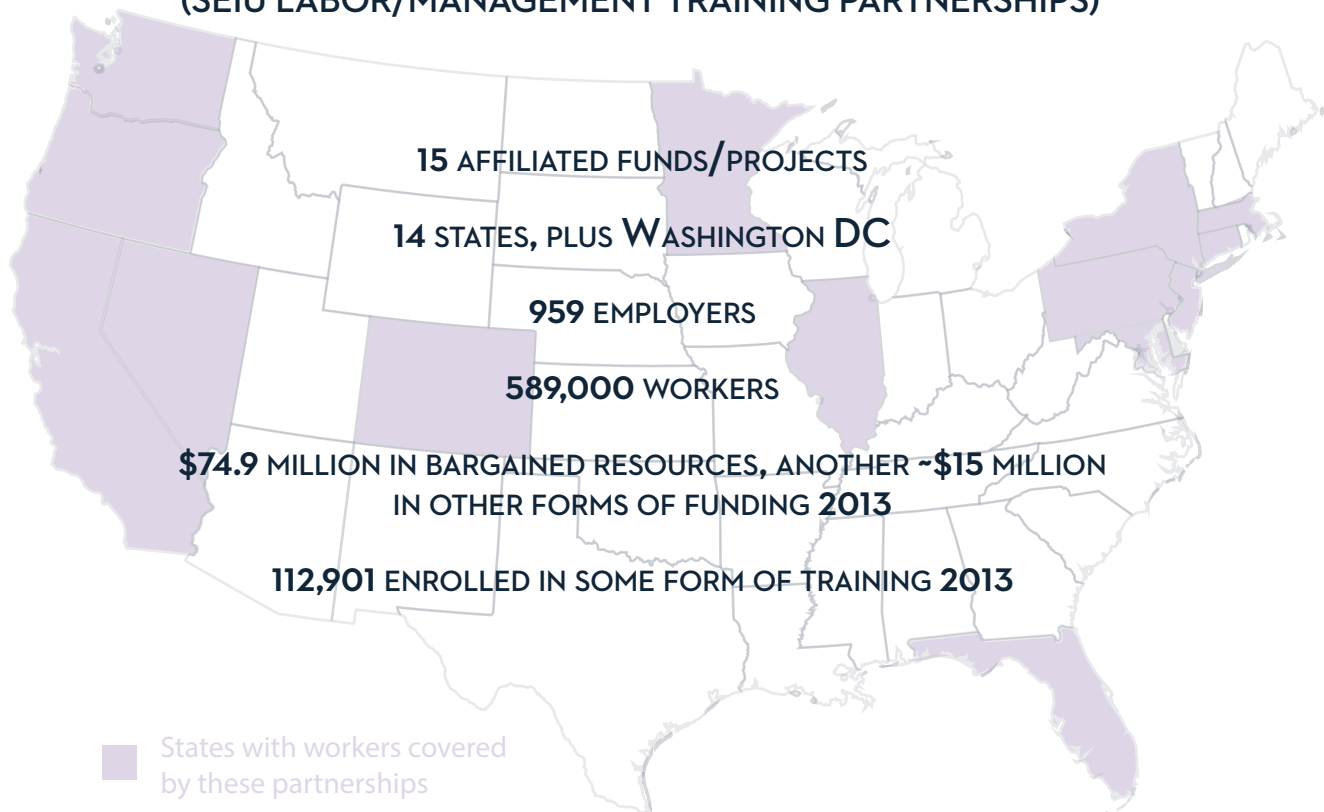 (SEIU LABOR/MANAGEMENT TRAINING PARTNERSHIPS)
15 AFFILIATED FUNDS/PROJECTS
14 STATES, PLUS WASHINGTON DC
959 EMPLOYERS
589,000 WORKERS
$74.9 MILLION IN BARGAINED RESOURCES, ANOTHER ~$15 MILLION
IN OTHER FORMS OF FUNDING 2013
112,901 ENROLLED IN SOME FORM OF TRAINING 2013
States with workers covered
by these partnerships